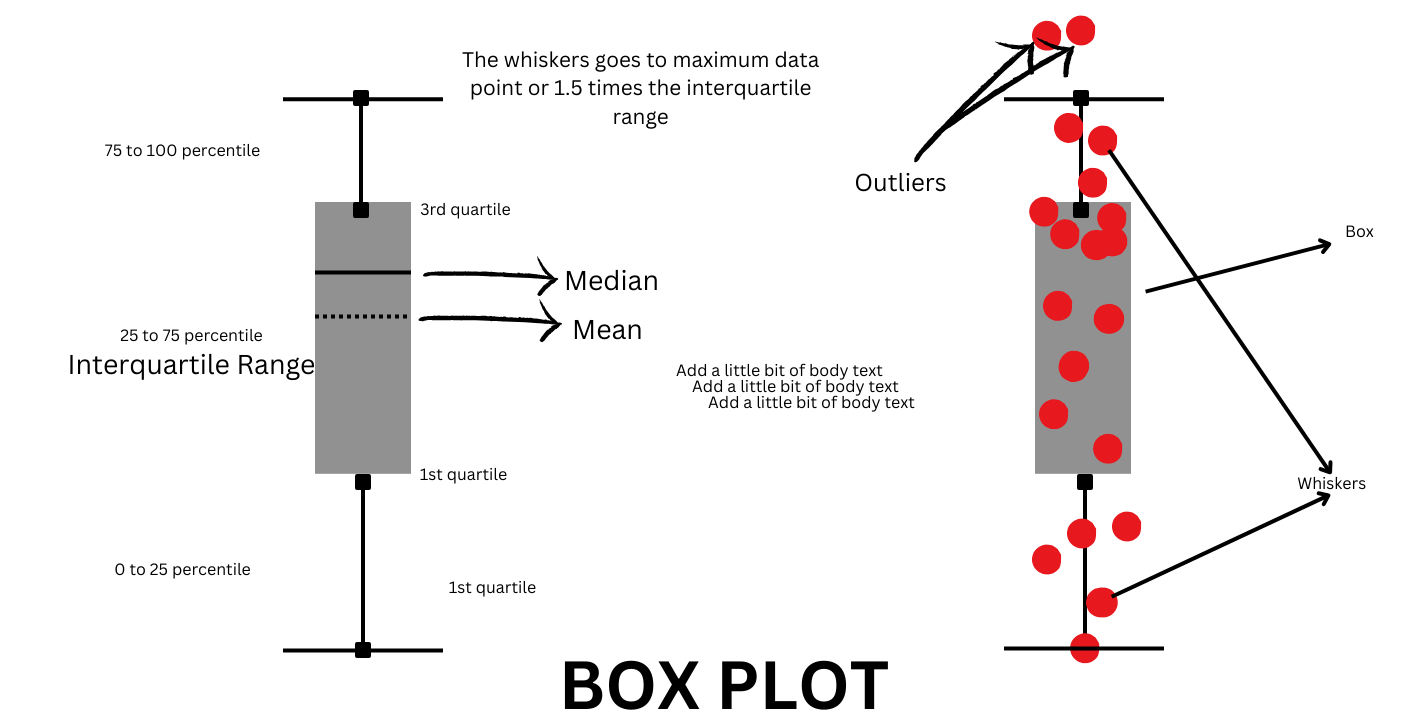 The whiskers goes to maximum data
point or 1.5 times the interquartile
range
75 to 100 percentile
3rd quartile
Median
Mean
25 to 75 percentile
Interquartile Range
1st quartile
0 to 25 percentile
1st quartile
Add a little bit of body text
Add a little bit of body text
Add a little bit of body text
Outliers
Box
Whiskers
BOX PLOT